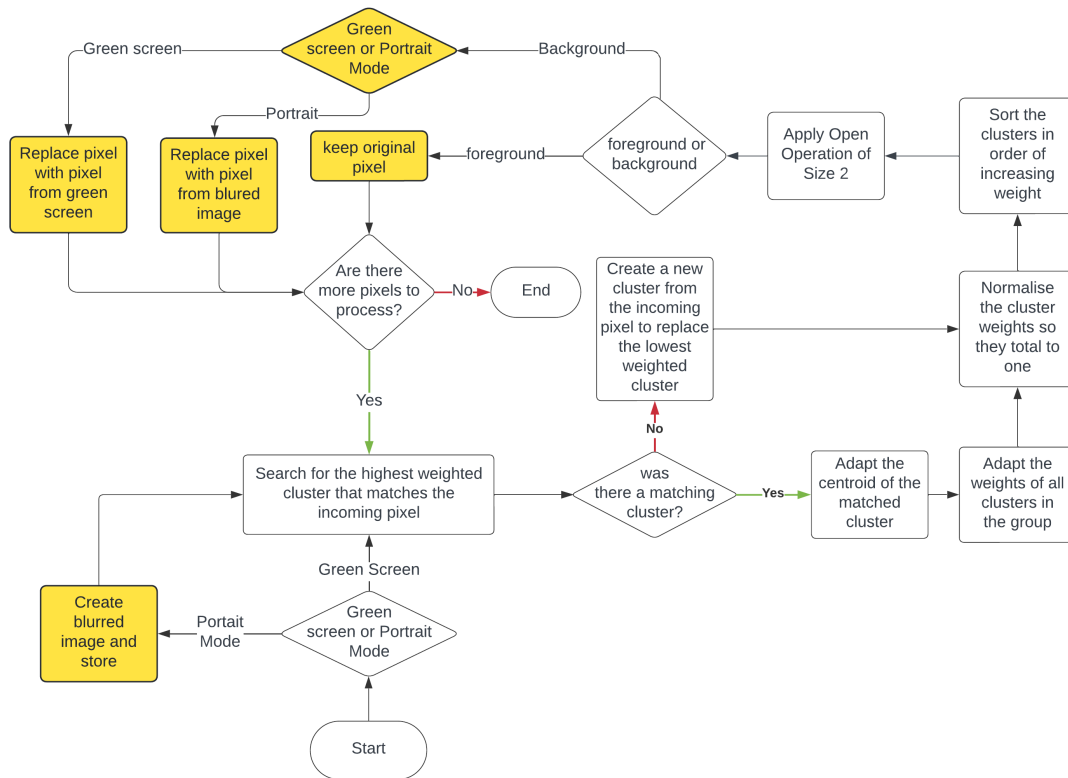 Green
screen or Portrait
Mode
Green screen
Background
Portrait
Replace pixel
with pixel
from green
screen
Replace pixel
with pixel
from blured
image
keep original
pixel
foreground
foreground or
background
Apply Open
Operation of
Size 2
Sort the
clusters in
order of
increasing
weight
Are there
more pixels to
process?
No
End
Create a new
cluster from
the incoming
pixel to replace
the lowest
weighted
cluster
Normalise
the cluster
weights so
they total to
one
Yes
No
Search for the highest weighted
cluster that matches the
incoming pixel
was
there a matching
cluster?
Yes
Adapt the
centroid of the
matched
cluster
Adapt the
weights of all
clusters in
the group
Green Screen
Create
blurred
image and
store
Portait
Mode
Green
screen or Portrait
Mode
Start